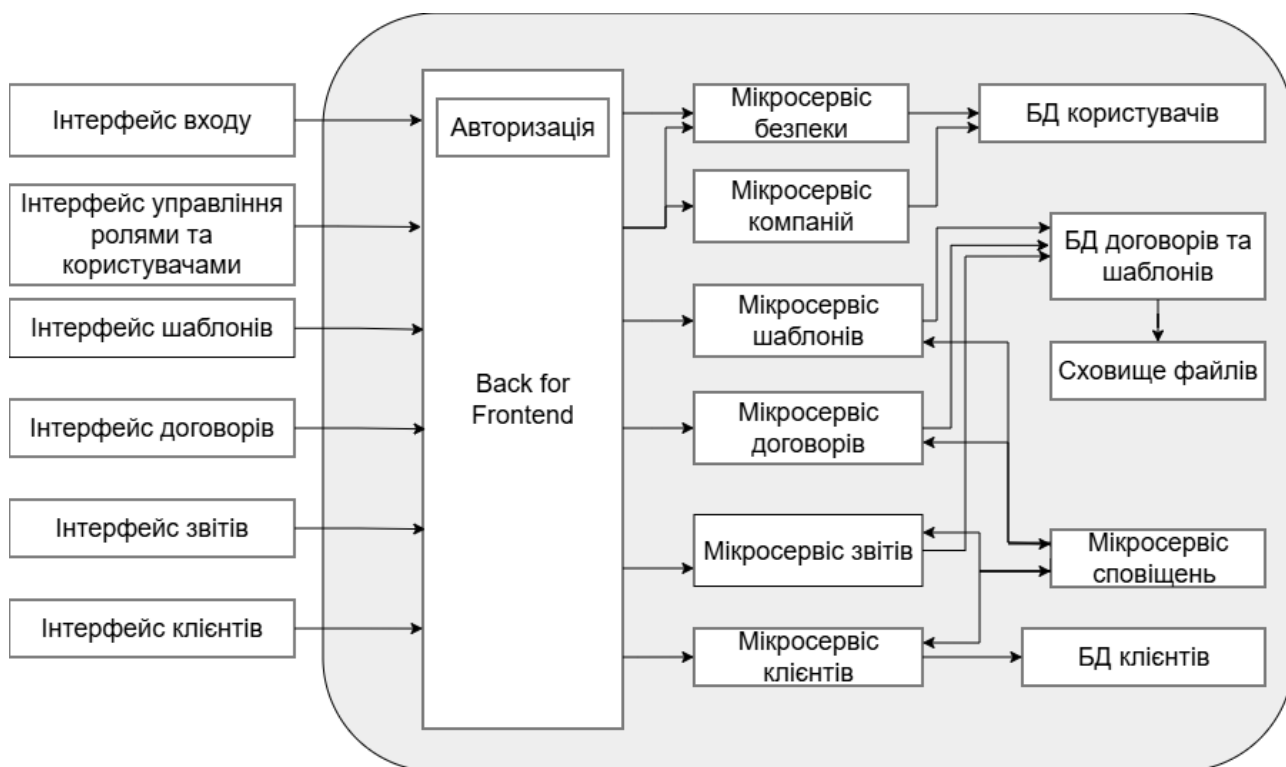 Інтерфейс входу
Інтерфейс управління
ролями та
користувачами
Інтерфейс шаблонів
Інтерфейс договорів
Інтерфейс звітів
Інтерфейс клієнтів
Авторизація
Back for
Frontend
Мікросервіс
безпеки
Мікросервіс
компаній
Мікросервіс
шаблонів
Мікросервіс
договорів
Мікросервіс звітів
Мікросервіс
клієнтів
БД користувачів
БД договорів та
шаблонів
Сховище файлів
Мікросервіс
сповіщень
БД клієнтів